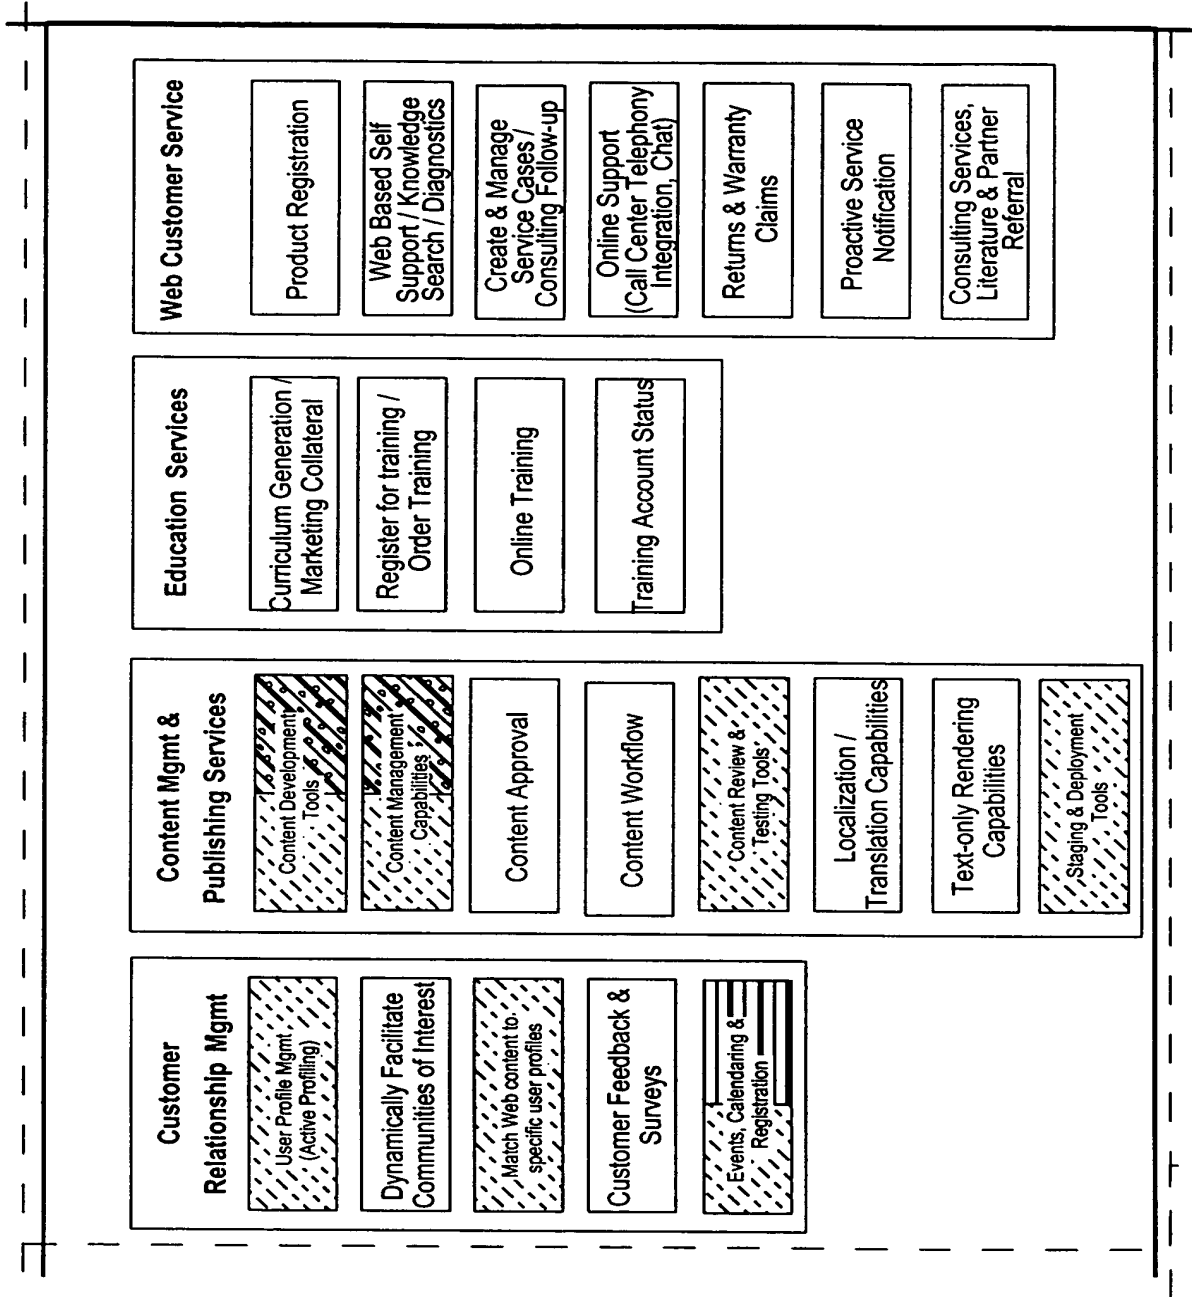 Customer
Relationship Mgmt
User Profile Mgmt
(Active Profiling)
Dynamically Facilitate
Communities of Interest
Match Web content to
specific user profiles
Customer Feedback &
Surveys
Events, Calendaring &
Registration
Content Mgmt &
Publishing Services
Content Development
Tools
Content Management
Capabilities
Content Approval
Content Workflow
Content Review &
Testing Tools
Localization /
Translation Capabilities
Text-only Rendering
Capabilities
Staging & Deployment
Tools
Education Services
Curriculum Generation /
Marketing Collateral
Register for training /
Order Training
Online Training
Training Account Status
Web Customer Service
Product Registration
Web Based Self
Support / Knowledge
Search / Diagnostics
Create & Manage
Service Cases /
Consulting Follow-up
Online Support
(Call Center Telephony
Integration, Chat)
Returns & Warranty
Claims
Proactive Service
Notification
Consulting Services,
Literature & Partner
Referral